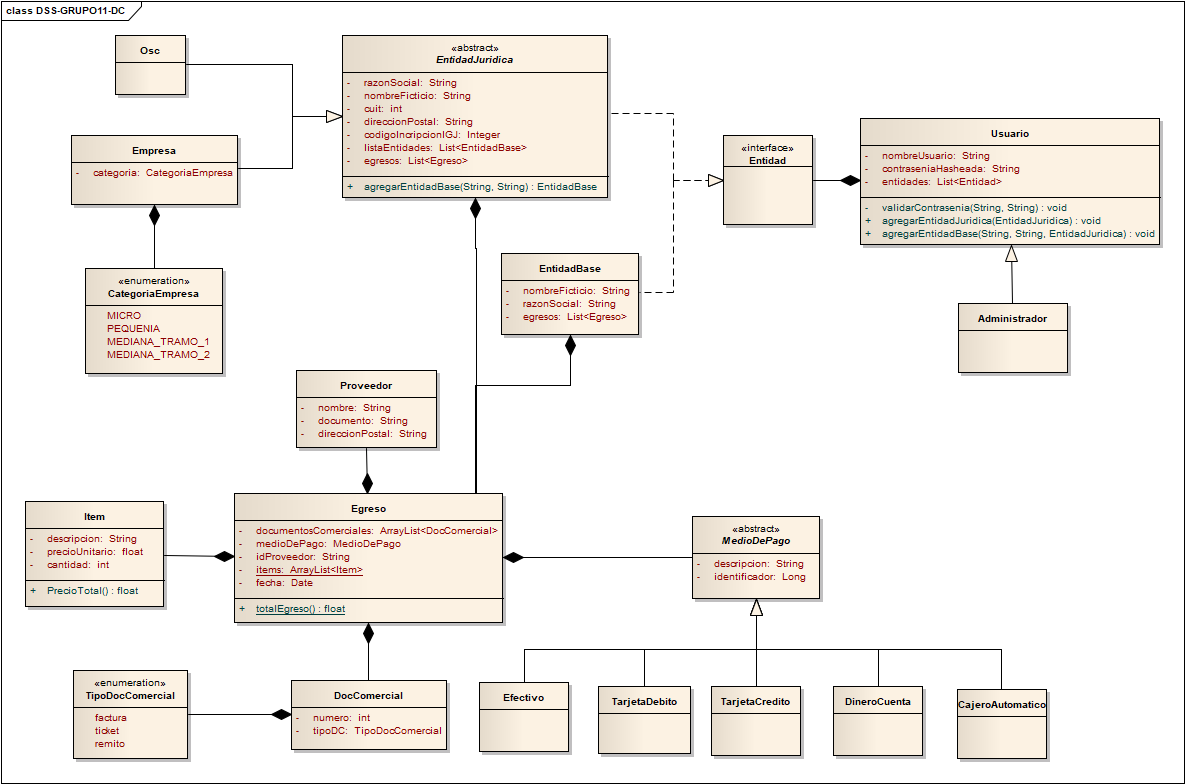 class DSS-GRUPO11-DC
Osc
«abstract»
EntidadJuridica
- razonSocial: String
- nombreFicticio: String
- cuit: int
- direccionPostal: String
- codigoIncripcionIGJ: Integer
- listaEntidades: List<EntidadBase>
- egresos: List<Egreso>
+ agregarEntidadBase(String, String) : EntidadBase
Empresa
- categoria: CategoriaEmpresa
«interface»
Entidad
Usuario
- nombreUsuario: String
- contraseniaHasheada: String
- entidades: List<Entidad>
- validarContrasenia(String, String) : void
+ agregarEntidadJuridica(EntidadJuridica) : void
+ agregarEntidadBase(String, String, EntidadJuridica) : void
«enumeration»
CategoriaEmpresa
MICRO
PEQUENIA
MEDIANA_TRAMO_1
MEDIANA_TRAMO_2
EntidadBase
- nombreFicticio: String
- razonSocial: String
- egresos: List<Egreso>
Administrador
Proveedor
- nombre: String
- documento: String
- direccionPostal: String
Item
- descripcion: String
- precioUnitario: float
- cantidad: int
+ PrecioTotal() : float
Egreso
- documentosComerciales: ArrayList<DocComercial>
- medioDePago: MedioDePago
- idProveedor: String
- items: ArrayList<Item>
- fecha: Date
+ totalEgreso() : float
«abstract»
MedioDePago
- descripcion: String
- identificador: Long
«enumeration»
TipoDocComercial
factura
ticket
remito
DocComercial
- numero: int
- tipoDC: TipoDocComercial
Efectivo
TarjetaDebito
TarjetaCredito
DineroCuenta
CajeroAutomatico